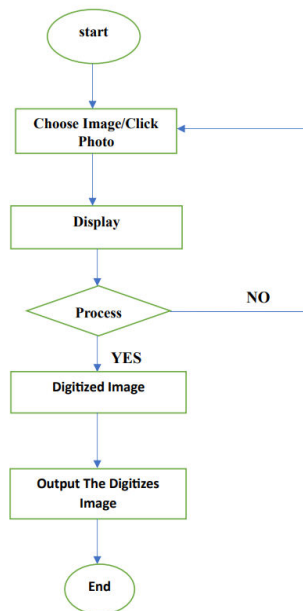 start
Choose Image/Click
Photo
Display
Process
NO
YES
Digitized Image
Output The Digitizes
Image
End